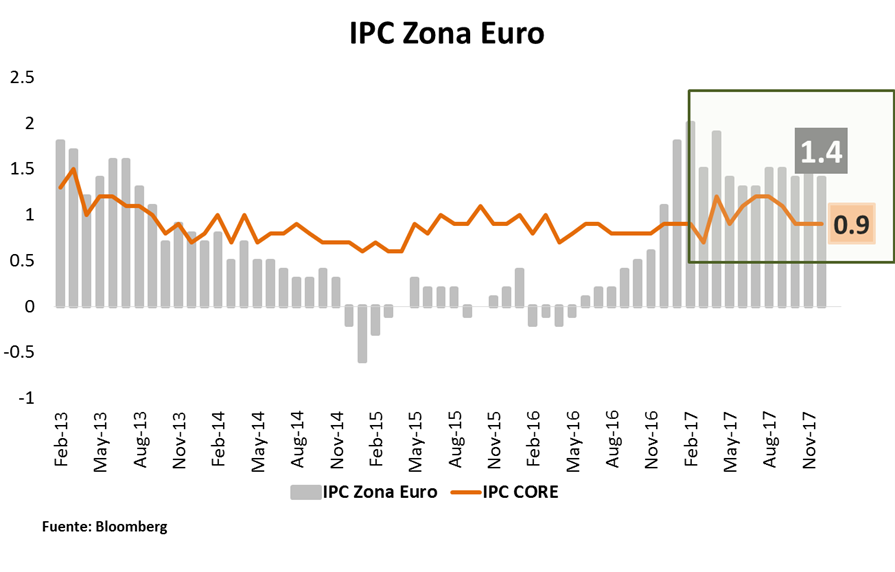 IPC Zona Euro
2.5
2
1.5
1
0.5
0
-0.5
-1
1.4
0.9
Feb-13 May-13 Aug-13 Nov-13 Feb-14 May-14 Aug-14 Nov-14 Feb-15 May-15 Aug-15 Nov-15 Feb-16 May-16 Aug-16 Nov-16 Feb-17 May-17 Aug-17 Nov-17
IPC Zona Euro IPC CORE
Fuente: Bloomberg